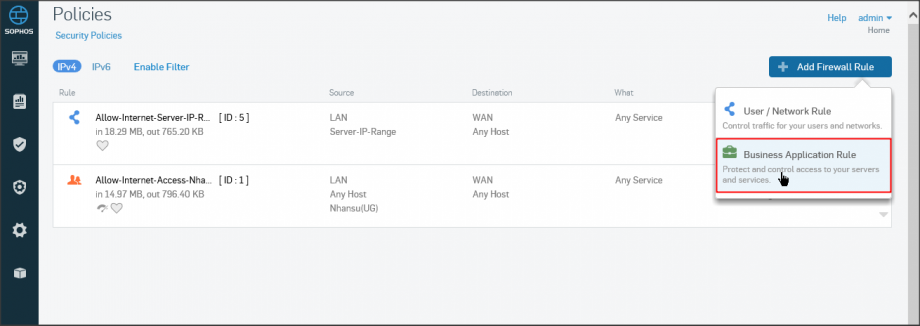 SOPHOS
Policies
Help admin
Home
Security Policies
IPv4 IPv6 Enable Filter
+ Add Firewall Rule
Rule Source Destination What
Allow-Internet-Server-IP-R... [ ID : 5 ] LAN WAN Any Service
in 18.29 MB, out 765.20 KB Server-IP-Range Any Host
Allow-Internet-Access-Nha... [ ID : 1 ] LAN WAN Any Service
in 14.97 MB, out 796.40 KB Any Host Any Host
Nhansu(UG)
User / Network Rule
Control traffic for your users and networks.
Business Application Rule
Protect and control access to your servers
and services.